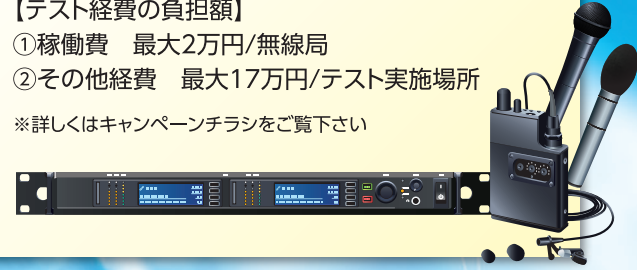 【テスト経費の負担額】
①稼働費　最大2万円/無線局
②その他経費　最大17万円/テスト実施場所
※詳しくはキャンペーンチラシをご覧下さい